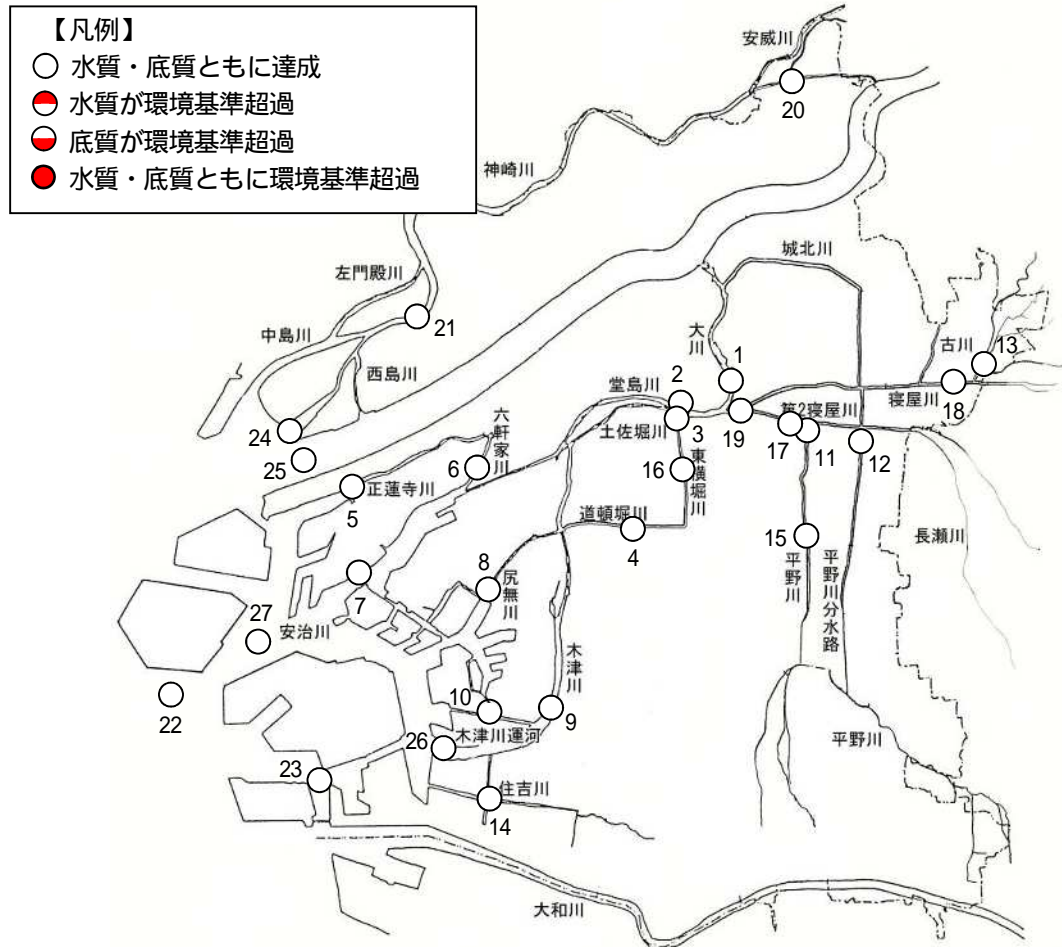 【凡例】
水質・底質ともに達成
水質が環境基準超過
底質が環境基準超過
水質・底質ともに環境基準超過
安威川
20
神崎川
城北川
左門殿川
21
中島川
西島川
大川
古川
13
1
2
堂島川
寝屋川
18
第2寝屋川
土佐堀川
3
19
17
11
12
24
25
六軒家川
6
16
東横堀川
正蓮寺川
5
道頓堀川
4
15
平野川
平野川分水路
長瀬川
8
尻無川
7
27
安治川
22
木津川
10
9
26
木津川運河
平野川
23
住吉川
14
大和川